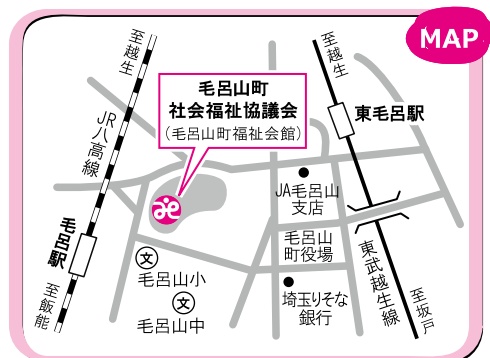 MAP
至越生
至越生
毛呂山町
社会福祉協議会
(毛呂山町福祉会館)
東毛呂駅
JR八高線
JA毛呂山
支店
毛呂駅
毛呂山
町役場
文
毛呂山小
東武越生線
至飯能
文
毛呂山中
埼玉りそな
銀行
至坂戸